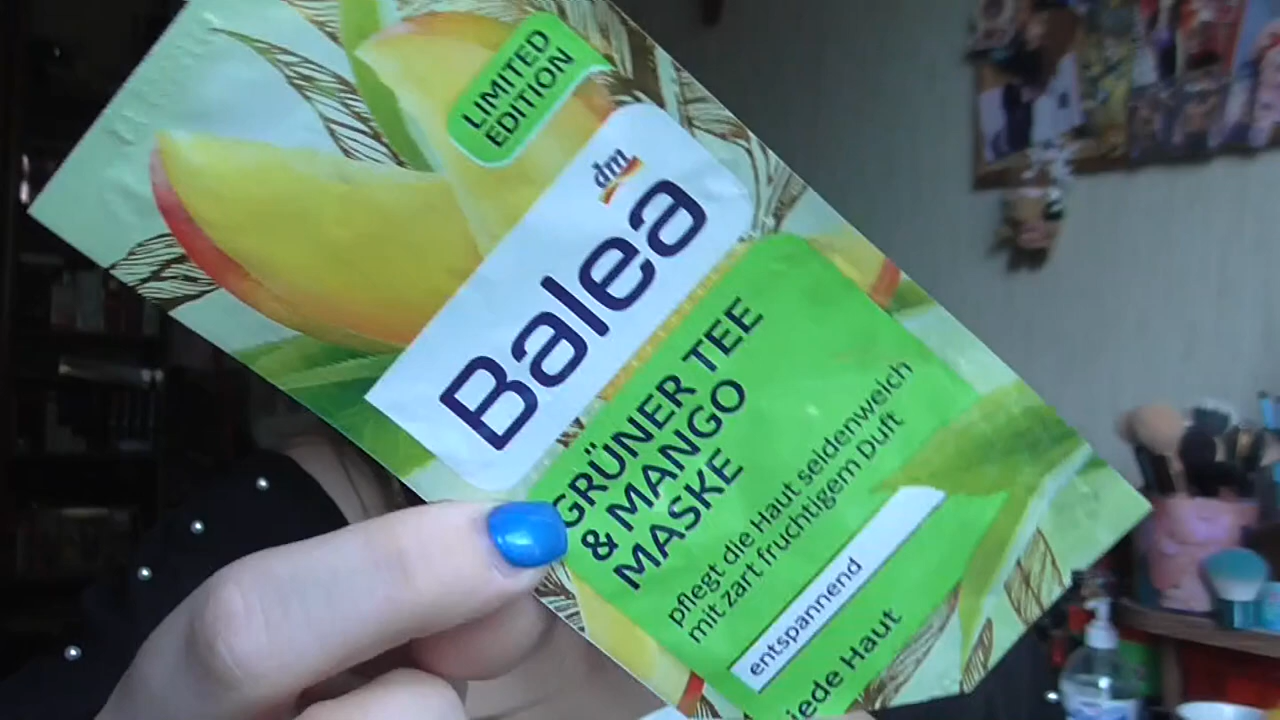 LIMITED
EDITION
dm
Balea
GRÜNER TEE
& MANGO
MASKE
pflegt die Haut seidenweich
mit zart fruchtigem Duft
entspannend
jede Haut